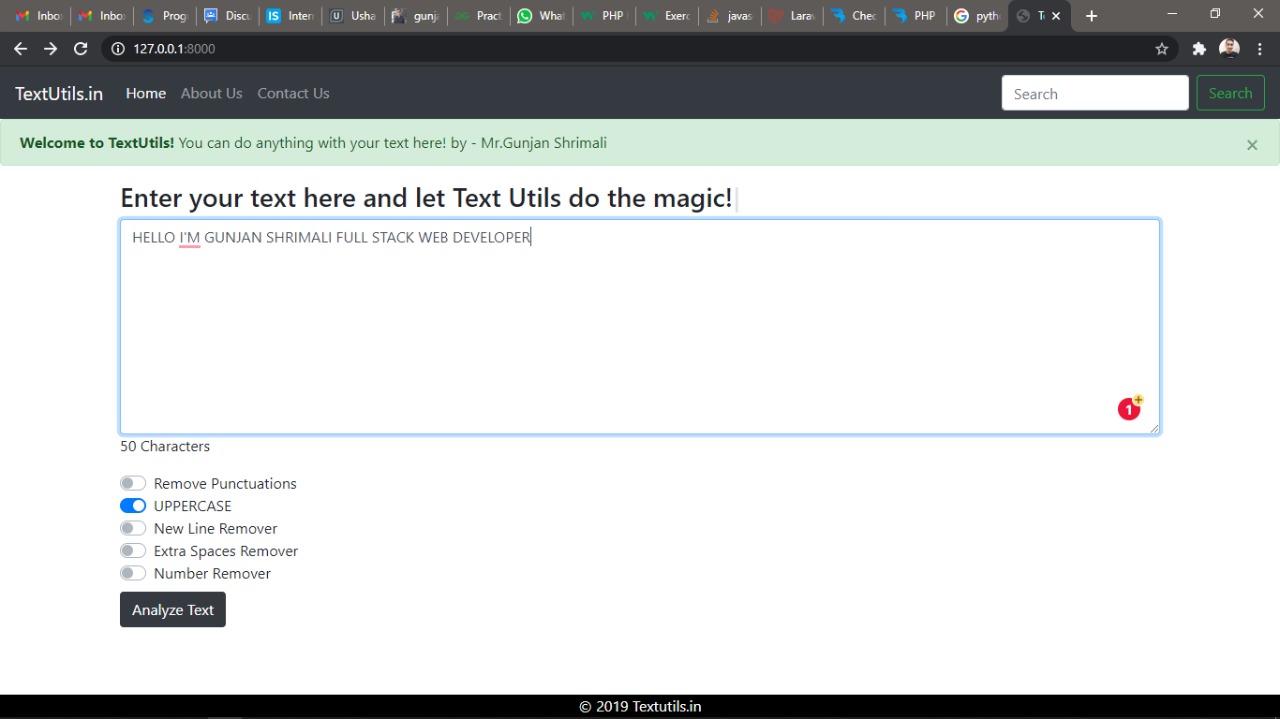 Inbo Inbo Prog Discu Inter Usha gunja Pract What PHP Exerc javas Larav Chec PHP pytho T
127.0.0.1:8000
TextUtils.in Home About Us Contact Us Search Search
Welcome to TextUtils! You can do anything with your text here! by - Mr.Gunjan Shrimali
Enter your text here and let Text Utils do the magic!
HELLO I'M GUNJAN SHRIMALI FULL STACK WEB DEVELOPER
1
50 Characters
Remove Punctuations
UPPERCASE
New Line Remover
Extra Spaces Remover
Number Remover
Analyze Text
© 2019 Textutils.in